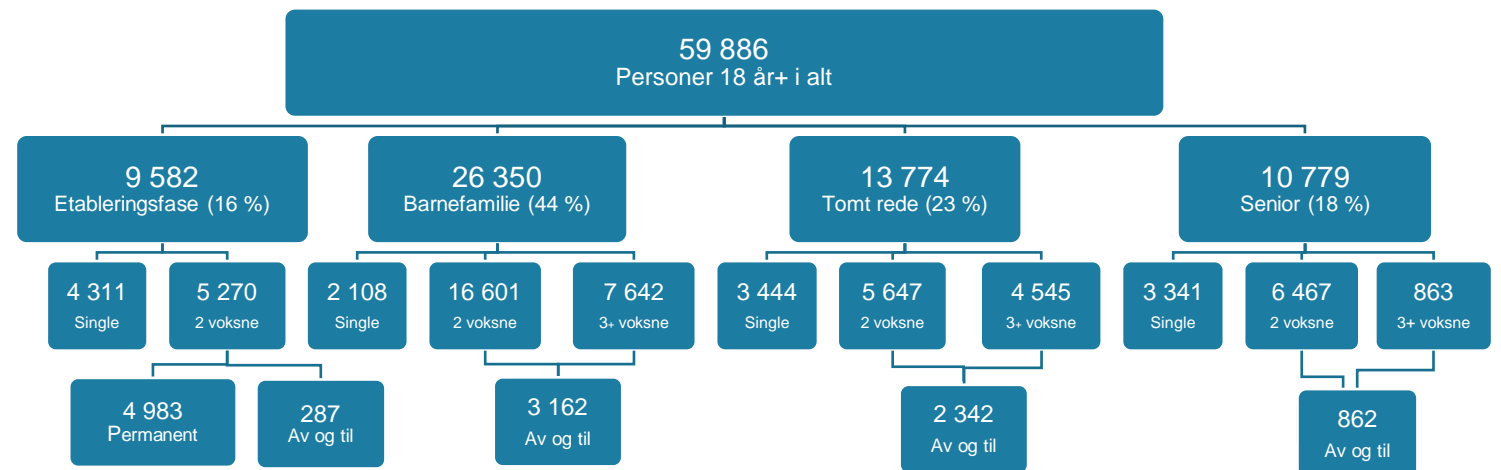 59 886
Personer 18 år+ i alt
9 582
Etableringsfase (16 %)
26 350
Barnefamilie (44 %)
13 774
Tomt rede (23 %)
10 779
Senior (18 %)
4 311
Single
5 270
2 voksne
2 108
Single
16 601
2 voksne
7 642
3+ voksne
3 444
Single
5 647
2 voksne
4 545
3+ voksne
3 341
Single
6 467
2 voksne
863
3+ voksne
4 983
Permanent
287
Av og til
3 162
Av og til
2 342
Av og til
862
Av og til